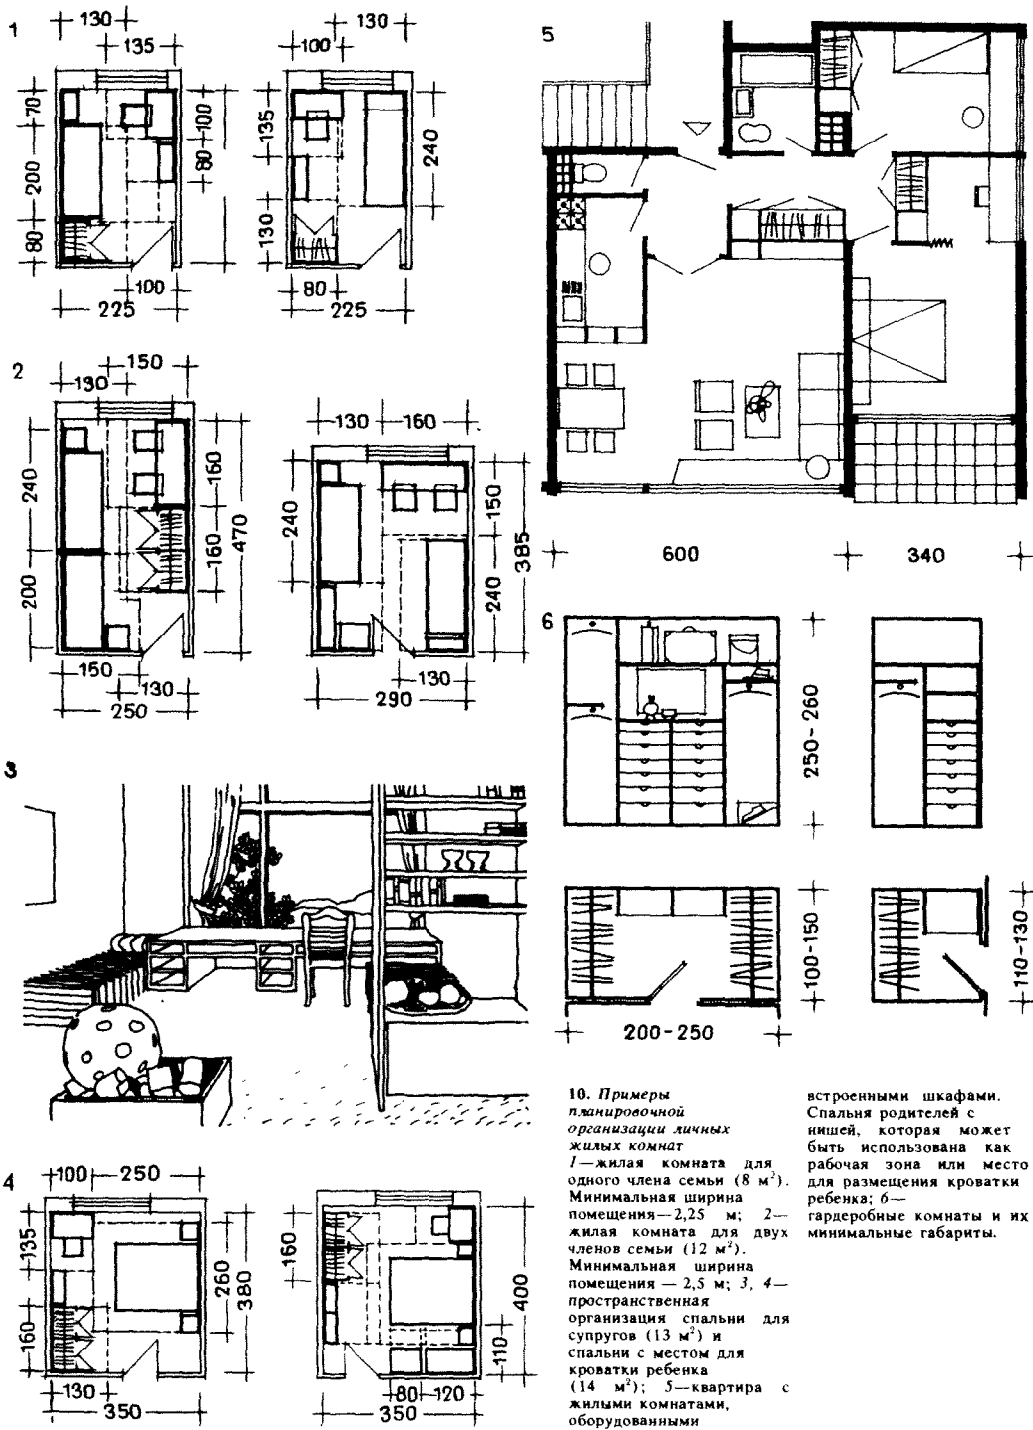 1
130
135
70
200
80
100
80
100
225
130
100
135
130
240
80
225
5
600
340
2
150
130
240
200
160
160
470
150
130
250
130
160
240
150
240
385
130
290
6
250-260
100-150
200-250
110-130
3
4
100
250
135
160
260
380
130
350
160
400
110
80
120
350
10. Примеры
планировочной
организации личных
жилых комнат
1—жилая комната для
одного члена семьи (8 м²).
Минимальная ширина
помещения—2,25 м; 2—
жилая комната для двух
членов семьи (12 м²).
Минимальная ширина
помещения — 2,5 м; 3, 4—
пространственная
организация спальни для
супругов (13 м²) и
спальни с местом для
кроватки ребенка
(14 м²); 5—квартира с
жилыми комнатами,
оборудованными
встроенными шкафами.
Спальня родителей с
нишей, которая может
быть использована как
рабочая зона или место
для размещения кроватки
ребенка; 6—
гардеробные комнаты и их
минимальные габариты.